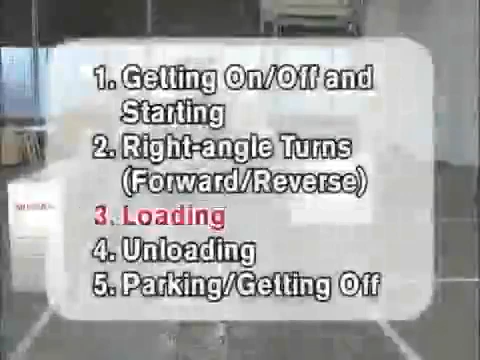 1. Getting On/Off and
Starting
2. Right-angle Turns
(Forward/Reverse)
3. Loading
4. Unloading
5. Parking/Getting Off